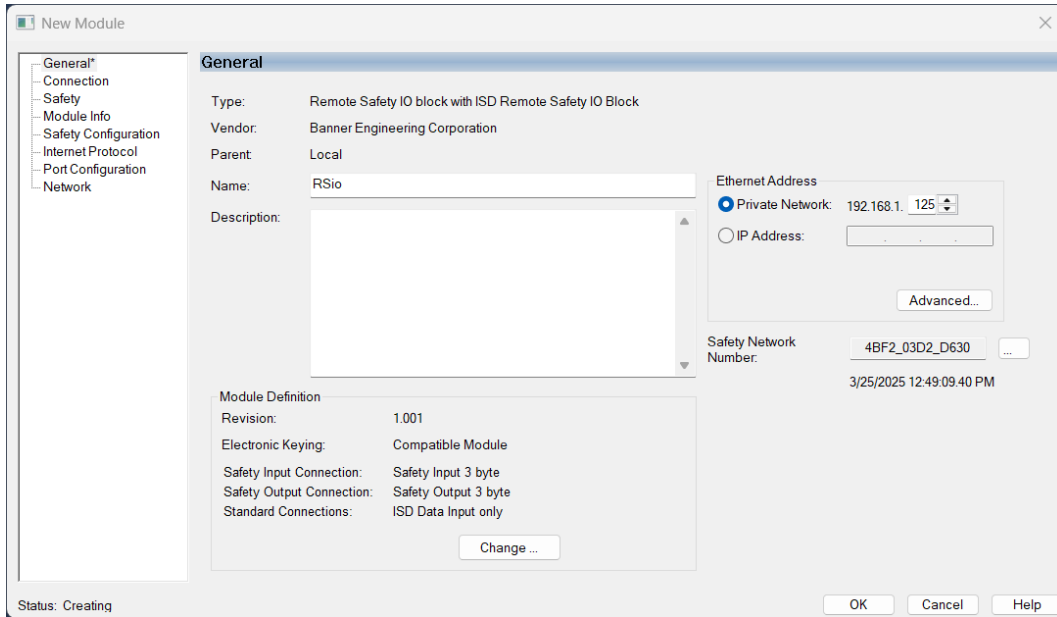 New Module
General*
Connection
Safety
Module Info
Safety Configuration
Internet Protocol
Port Configuration
Network
General
Type: Remote Safety IO block with ISD Remote Safety IO Block
Vendor: Banner Engineering Corporation
Parent: Local
Name: RSio
Description:
Ethernet Address
Private Network: 192.168.1. 125
IP Address: . . .
Advanced...
Safety Network
Number: 4BF2_03D2_D630 ...
3/25/2025 12:49:09.40 PM
Module Definition
Revision: 1.001
Electronic Keying: Compatible Module
Safety Input Connection: Safety Input 3 byte
Safety Output Connection: Safety Output 3 byte
Standard Connections: ISD Data Input only
Change ...
Status: Creating
OK Cancel Help